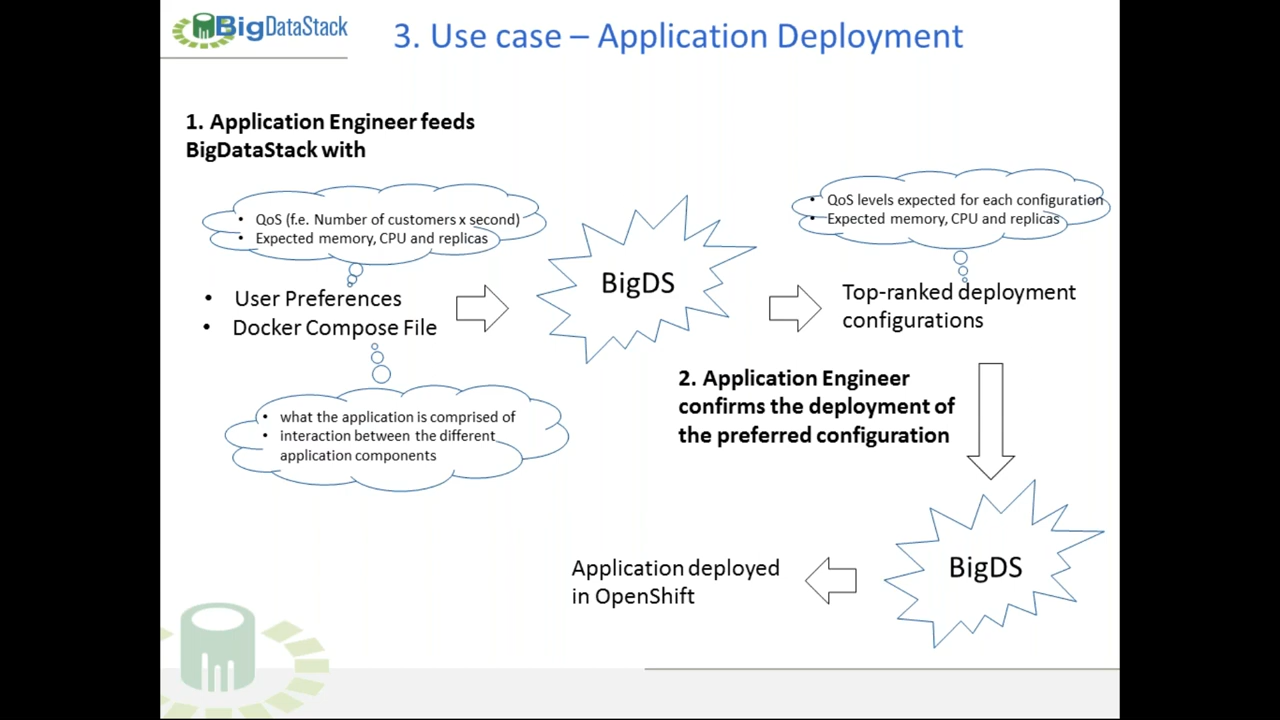 BigDataStack
3. Use case – Application Deployment
1. Application Engineer feeds
BigDataStack with
• QoS (f.e. Number of customers x second)
• Expected memory, CPU and replicas
• User Preferences
• Docker Compose File
• what the application is comprised of
• interaction between the different
application components
BigDS
• QoS levels expected for each configuration
• Expected memory, CPU and replicas
Top-ranked deployment
configurations
2. Application Engineer
confirms the deployment of
the preferred configuration
BigDS
Application deployed
in OpenShift